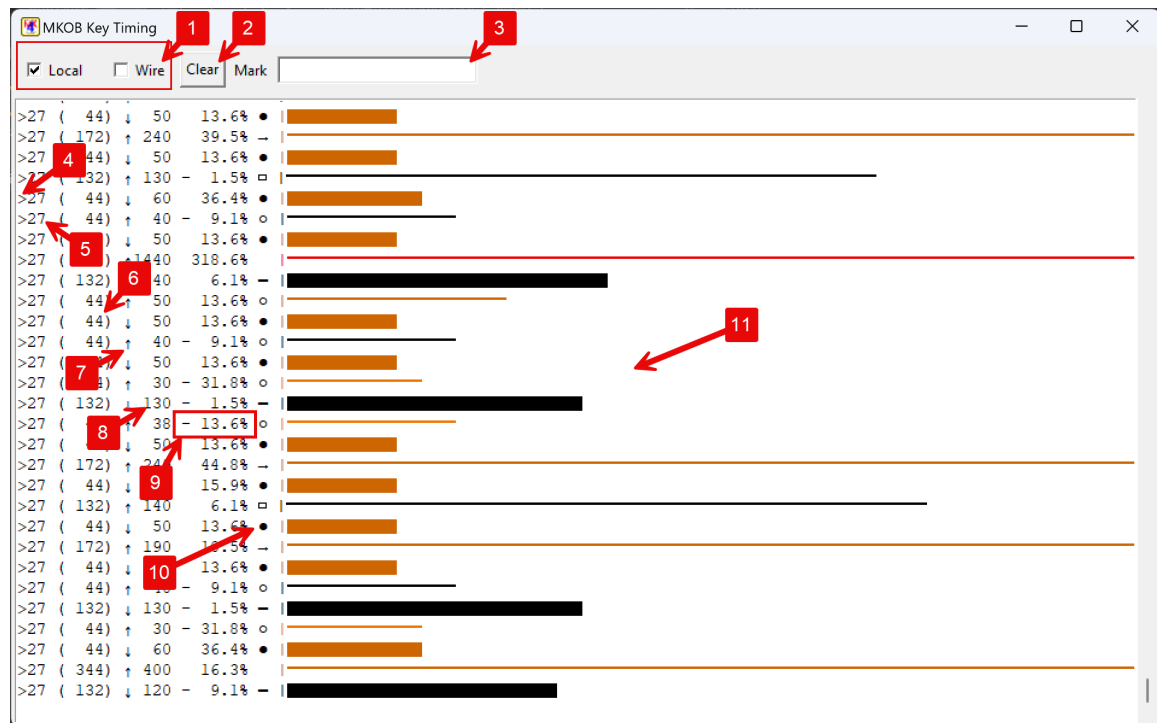 MKOB Key Timing
1
2
3
Local
Wire
Clear
Mark
>27 ( 44) ↓ 50 13.6% ●
>27 ( 172) ↑ 240 39.5% →
>27 44) ↓ 50 13.6% ●
4
>27 132) ↑ 130 - 1.5% □
>27 ( 44) ↓ 60 36.4% ●
>27 ( 44) ↑ 40 - 9.1% ○
>27 ( ) ↓ 50 13.6% ●
5
>27 ( ) ↑1440 318.6%
>27 ( 132) 40 6.1% —
6
>27 ( 44) ↑ 50 13.6% ○
>27 ( 44) ↓ 50 13.6% ●
11
>27 ( 44) ↑ 40 - 9.1% ○
>27 ( ) ↓ 50 13.6% ●
7
>27 ( ) ↑ 30 - 31.8% ○
>27 ( 132) ↓ 130 - 1.5% —
>27 ( ↑ 38 - 13.6% ○
8
>27 ( ↓ 50 13.6% ●
>27 ( 172) ↑ 44.8% →
>27 ( 44) ↓ 15.9% ●
9
>27 ( 132) ↑ 140 6.1% □
>27 ( 44) ↓ 50 13.6% ●
>27 ( 172) ↑ 190 →
>27 ( 44) ↓ 13.6% ●
10
>27 ( 44) ↑ - 9.1% ○
>27 ( 132) ↓ 130 - 1.5% —
>27 ( 44) ↑ 30 - 31.8% ○
>27 ( 44) ↓ 60 36.4% ●
>27 ( 344) ↑ 400 16.3%
>27 ( 132) ↓ 120 - 9.1% —